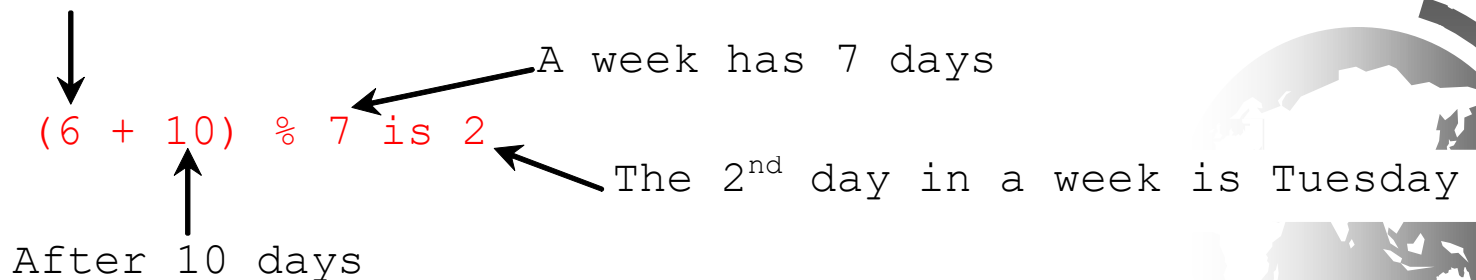 A week has 7 days
(6 + 10) % 7 is 2
The 2nd day in a week is Tuesday
After 10 days